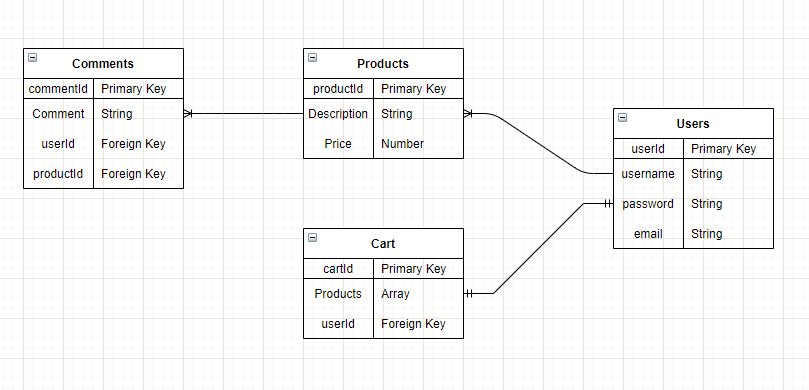 Comments
commentId Primary Key
Comment String
userId Foreign Key
productId Foreign Key
Products
productId Primary Key
Description String
Price Number
Users
userId Primary Key
username String
password String
email String
Cart
cartId Primary Key
Products Array
userId Foreign Key